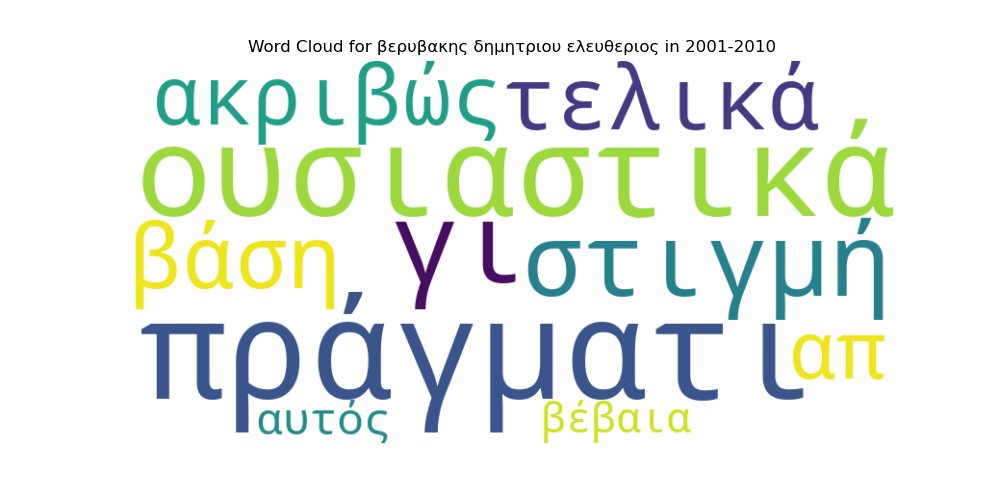 Word Cloud for βερυβακης δημητριου ελευθεριος in 2001-2010
ακριβώς τελικά
ουσιαστικά
βάση γι στιγμή
πράγματι απ
αυτός βέβαια